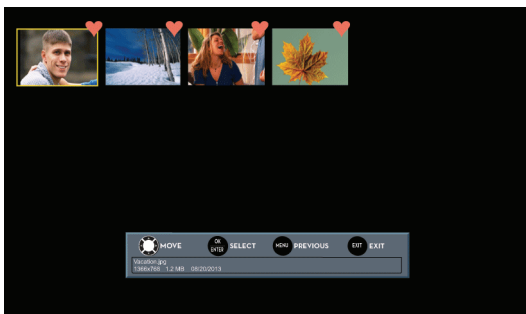 MOVE
OK
ENTER
SELECT
MENU
PREVIOUS
EXIT
EXIT
Vacation.jpg
1366x768 1.2 MB 08/20/2013